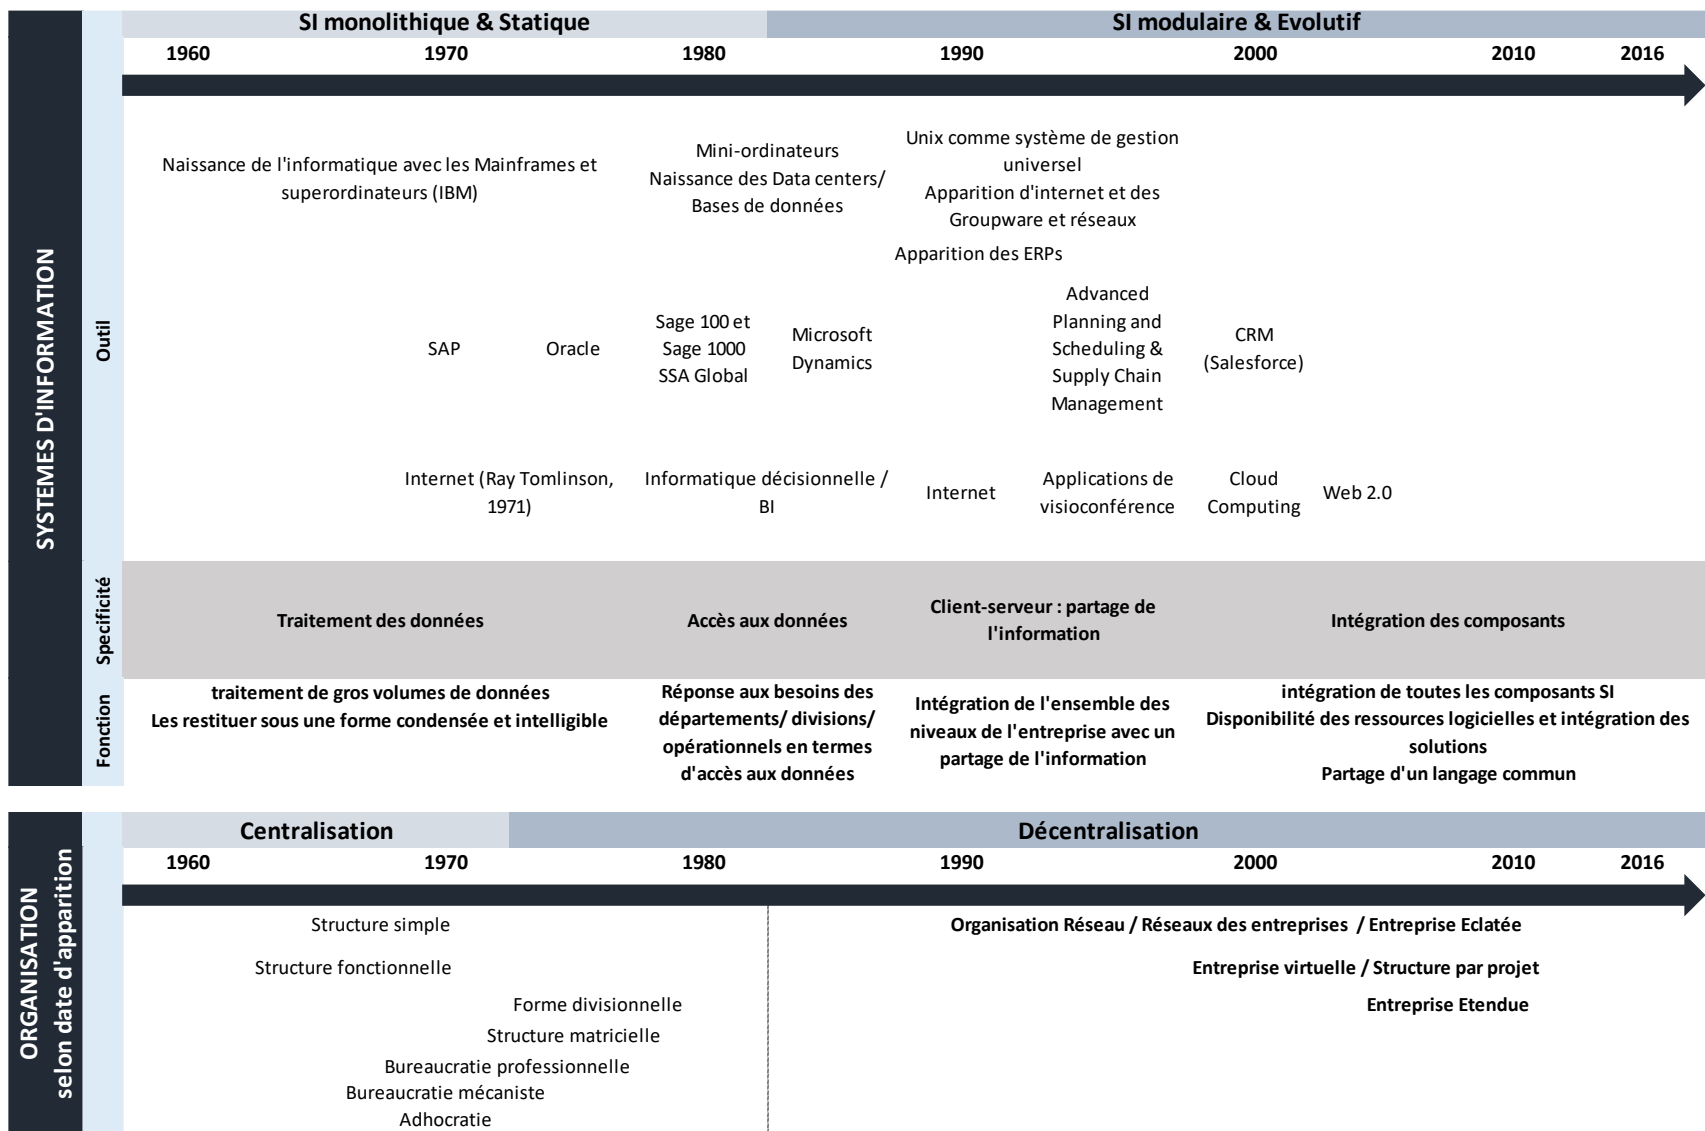 SI monolithique & Statique
SI modulaire & Evolutif
1960 1970 1980 1990 2000 2010 2016
SYSTEMES D'INFORMATION
Outil
Naissance de l'informatique avec les Mainframes et
superordinateurs (IBM)
Mini-ordinateurs
Naissance des Data centers/
Bases de données
Unix comme système de gestion
universel
Apparition d'internet et des
Groupware et réseaux
Apparition des ERPs
SAP
Oracle
Sage 100 et
Sage 1000
SSA Global
Microsoft
Dynamics
Advanced
Planning and
Scheduling &
Supply Chain
Management
CRM
(Salesforce)
Internet (Ray Tomlinson,
1971)
Informatique décisionnelle /
BI
Internet
Applications de
visioconférence
Cloud
Computing
Web 2.0
Specificité
Traitement des données
Accès aux données
Client-serveur : partage de
l'information
Intégration des composants
Fonction
traitement de gros volumes de données
Les restituer sous une forme condensée et intelligible
Réponse aux besoins des
départements/ divisions/
opérationnels en termes
d'accès aux données
Intégration de l'ensemble des
niveaux de l'entreprise avec un
partage de l'information
intégration de toutes les composants SI
Disponibilité des ressources logicielles et intégration des
solutions
Partage d'un langage commun
Centralisation
Décentralisation
1960 1970 1980 1990 2000 2010 2016
ORGANISATION
selon date d'apparition
Structure simple
Organisation Réseau / Réseaux des entreprises / Entreprise Eclatée
Structure fonctionnelle
Entreprise virtuelle / Structure par projet
Forme divisionnelle
Entreprise Etendue
Structure matricielle
Bureaucratie professionnelle
Bureaucratie mécaniste
Adhocratie